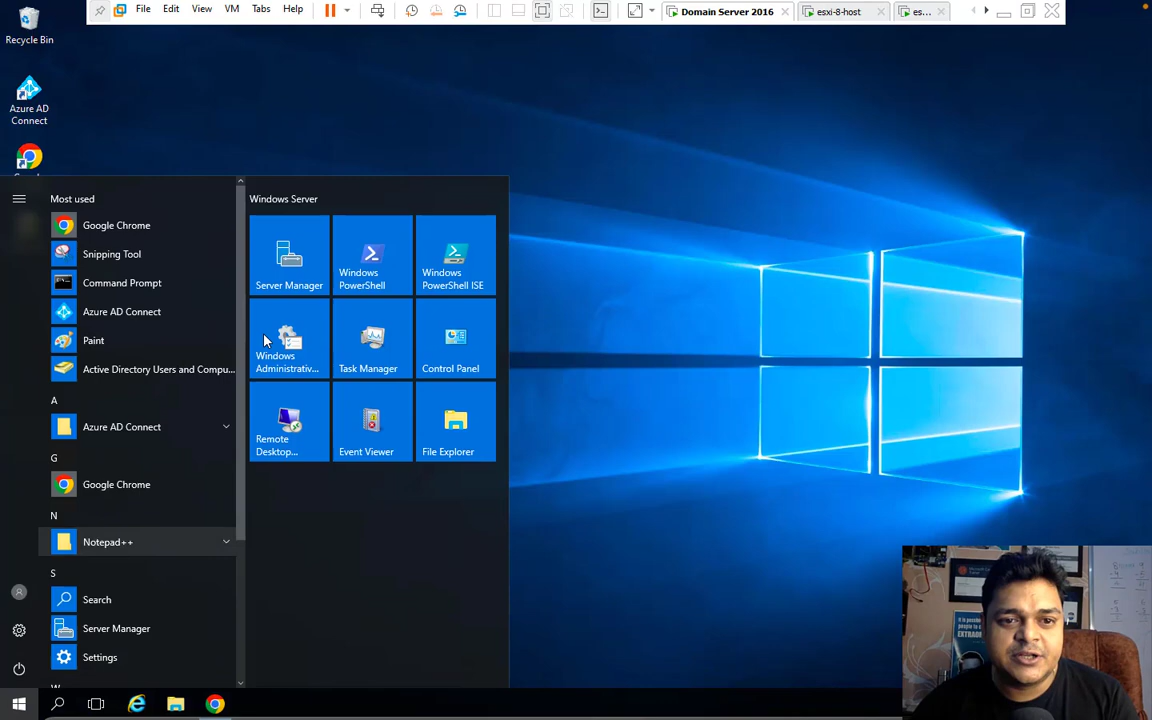 File Edit View VM Tabs Help
Domain Server 2016
esxi-8-host
es...
Recycle Bin
Azure AD
Connect
Most used
Google Chrome
Snipping Tool
Command Prompt
Azure AD Connect
Paint
Active Directory Users and Compu...
A
Azure AD Connect
G
Google Chrome
N
Notepad++
S
Search
Server Manager
Settings
Windows Server
Server Manager
Windows
PowerShell
Windows
PowerShell ISE
Windows
Administrativ...
Task Manager
Control Panel
Remote
Desktop...
Event Viewer
File Explorer